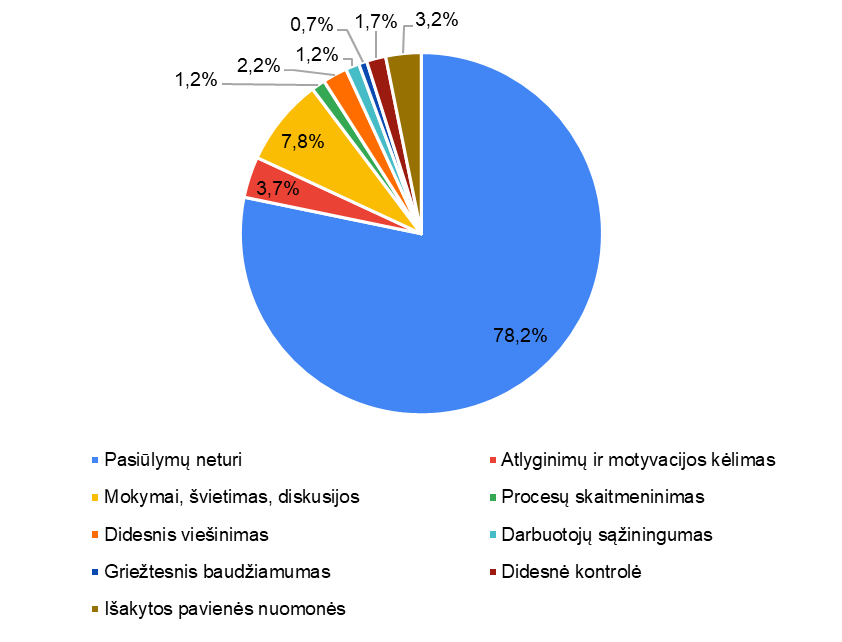 0,7%
1,7%
3,2%
1,2%
2,2%
1,2%
7,8%
3,7%
78,2%
Pasiūlymų neturi
Atlyginimų ir motyvacijos kėlimas
Mokymai, švietimas, diskusijos
Procesų skaitmeninimas
Didesnis viešinimas
Darbuotojų sąžiningumas
Griežtesnis baudžiamumas
Didesnė kontrolė
Išakytos pavienės nuomonės